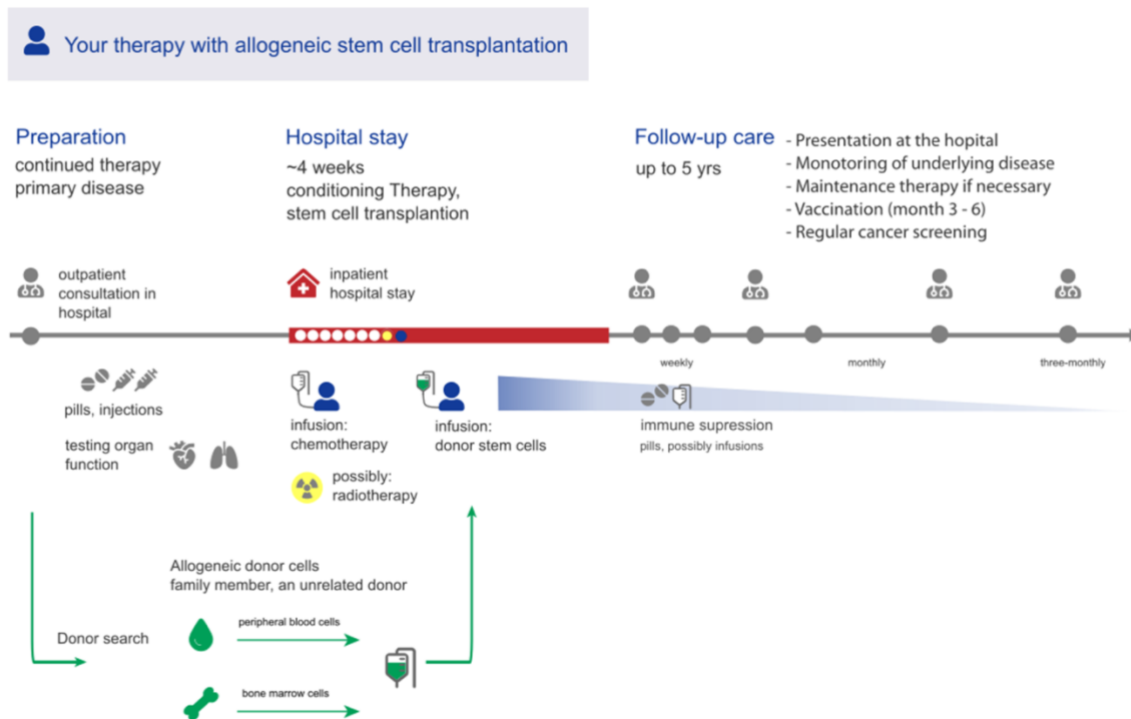 Your therapy with allogeneic stem cell transplantation
Preparation
continued therapy
primary disease
Hospital stay
~4 weeks
conditioning Therapy,
stem cell transplantion
Follow-up care
up to 5 yrs
- Presentation at the hopital
- Monotoring of underlying disease
- Maintenance therapy if necessary
- Vaccination (month 3 - 6)
- Regular cancer screening
outpatient
consultation in
hospital
inpatient
hospital stay
weekly
monthly
three-monthly
pills, injections
testing organ
function
infusion:
chemotherapy
possibly:
radiotherapy
infusion:
donor stem cells
immune supression
pills, possibly infusions
Allogeneic donor cells
family member, an unrelated donor
Donor search
peripheral blood cells
bone marrow cells